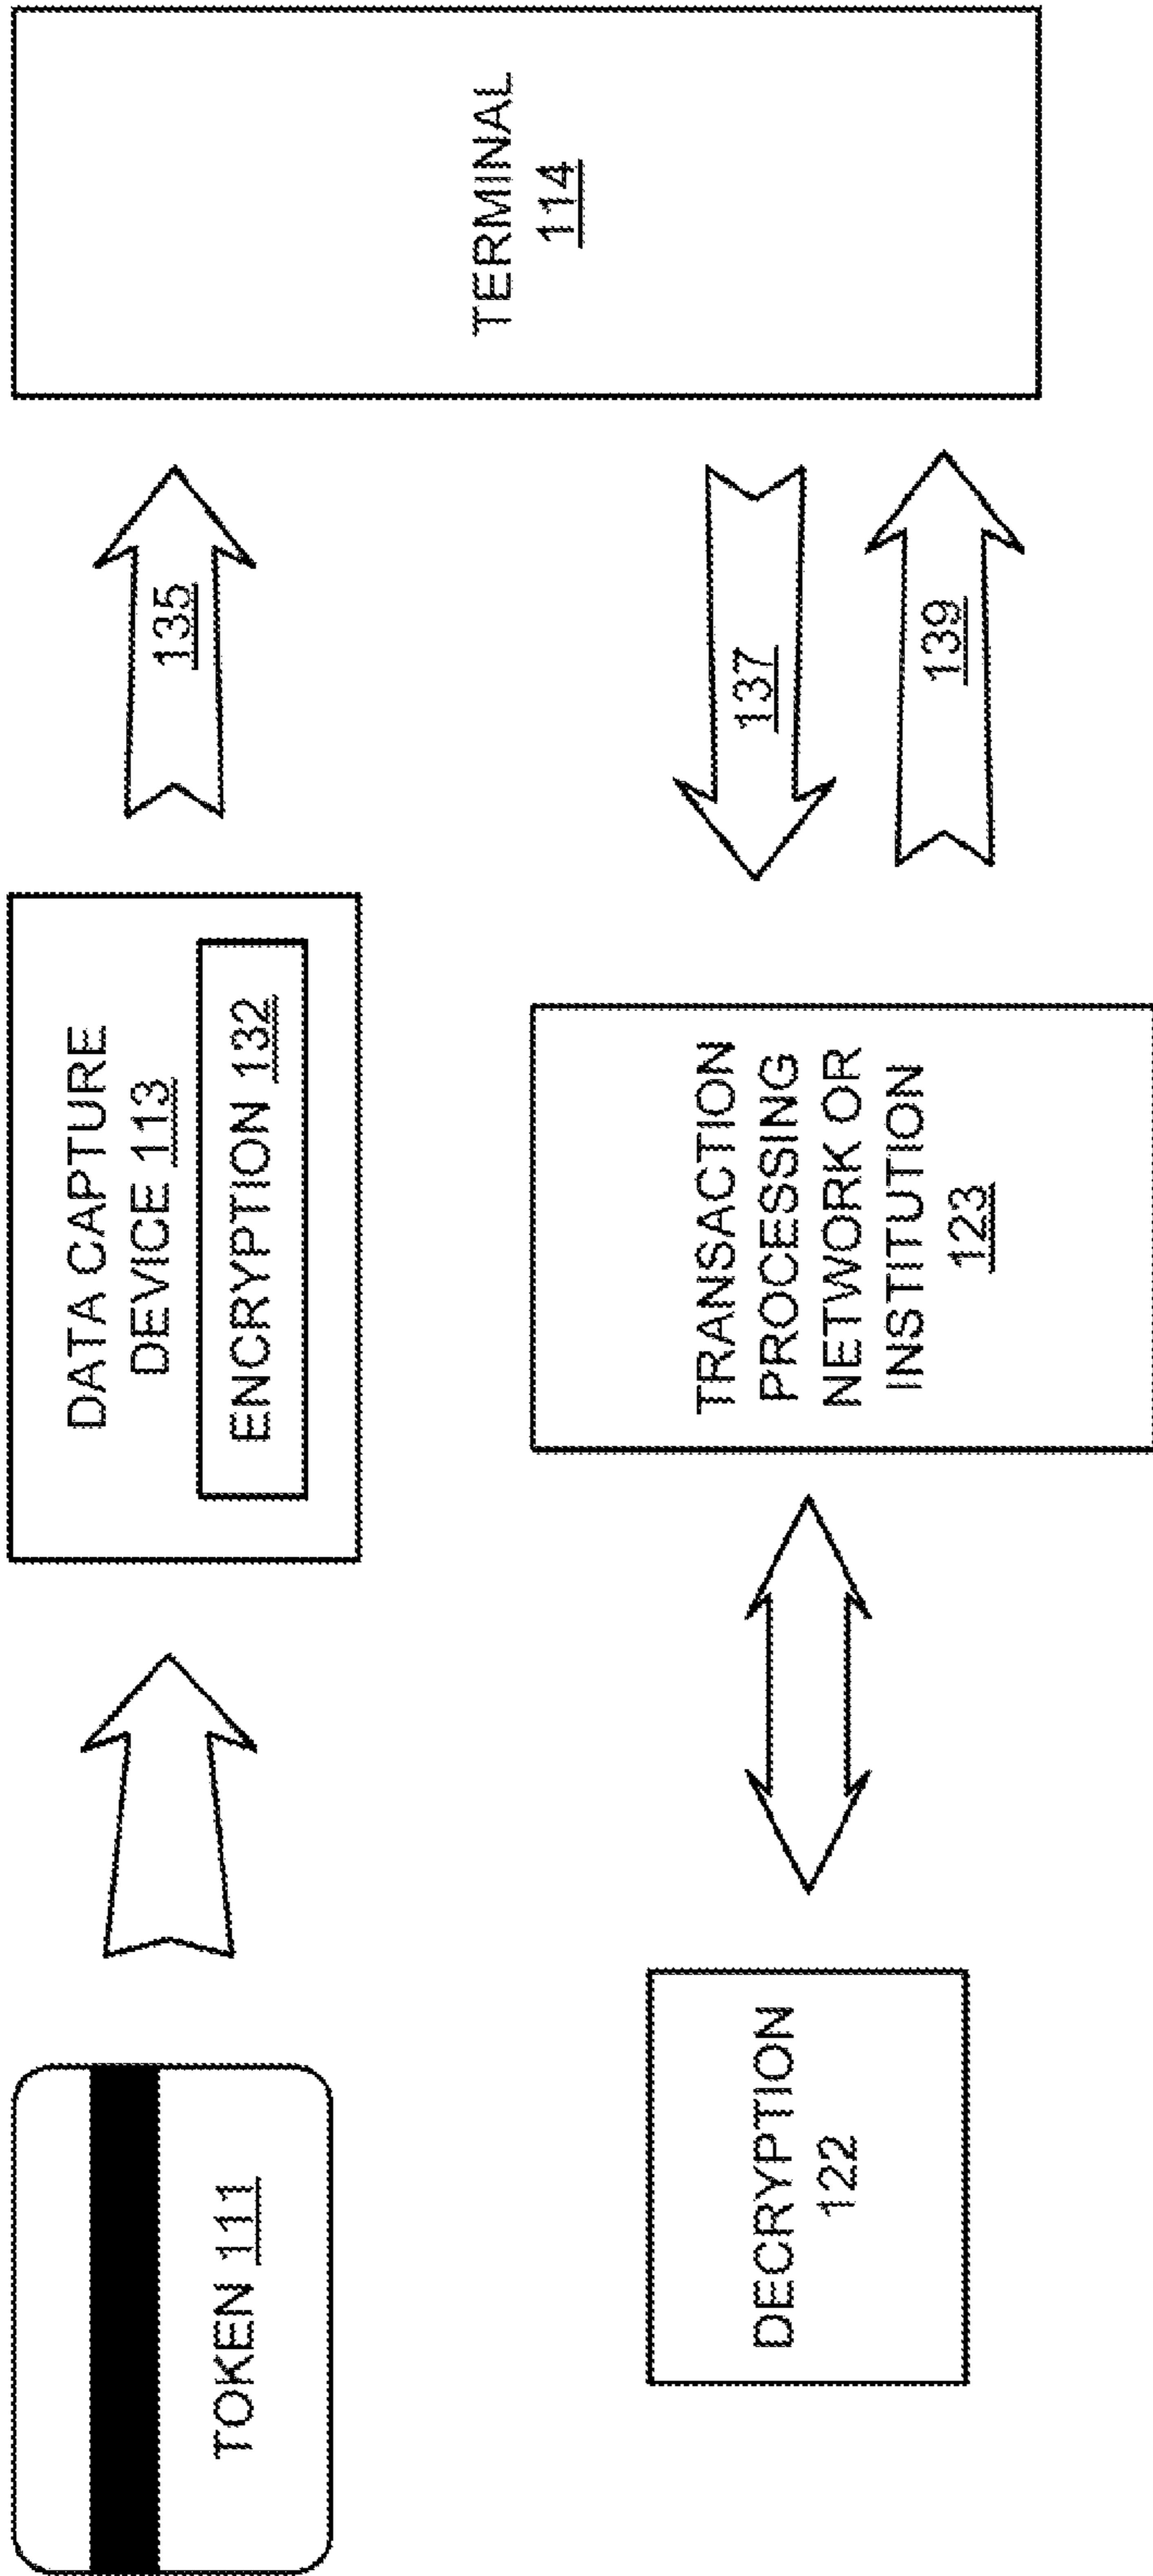 TOKEN 111
DATA CAPTURE
DEVICE 113
ENCRYPTION 132
135
TERMINAL
114
DECRYPTION
122
TRANSACTION
PROCESSING
NETWORK OR
INSTITUTION
123
137
139